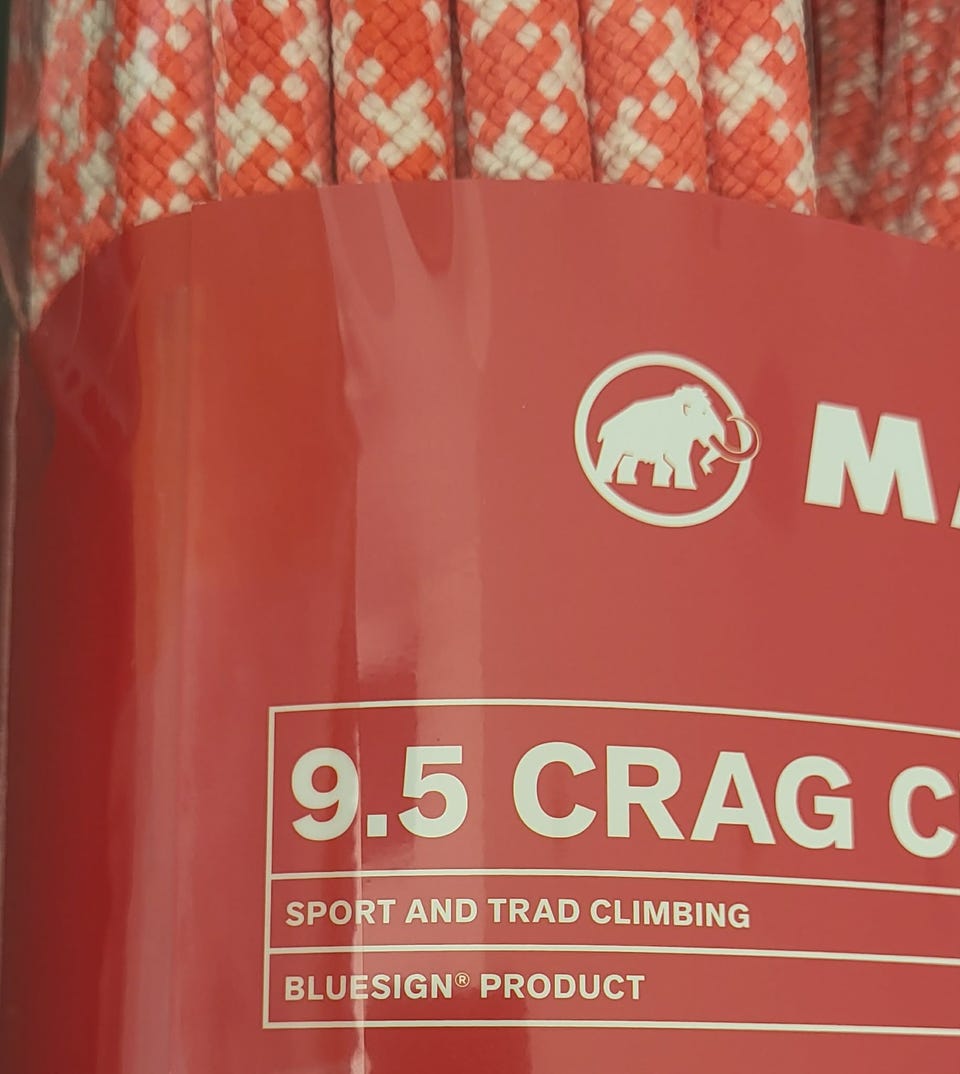 M
9.5 CRAG C
SPORT AND TRAD CLIMBING
BLUESIGN® PRODUCT